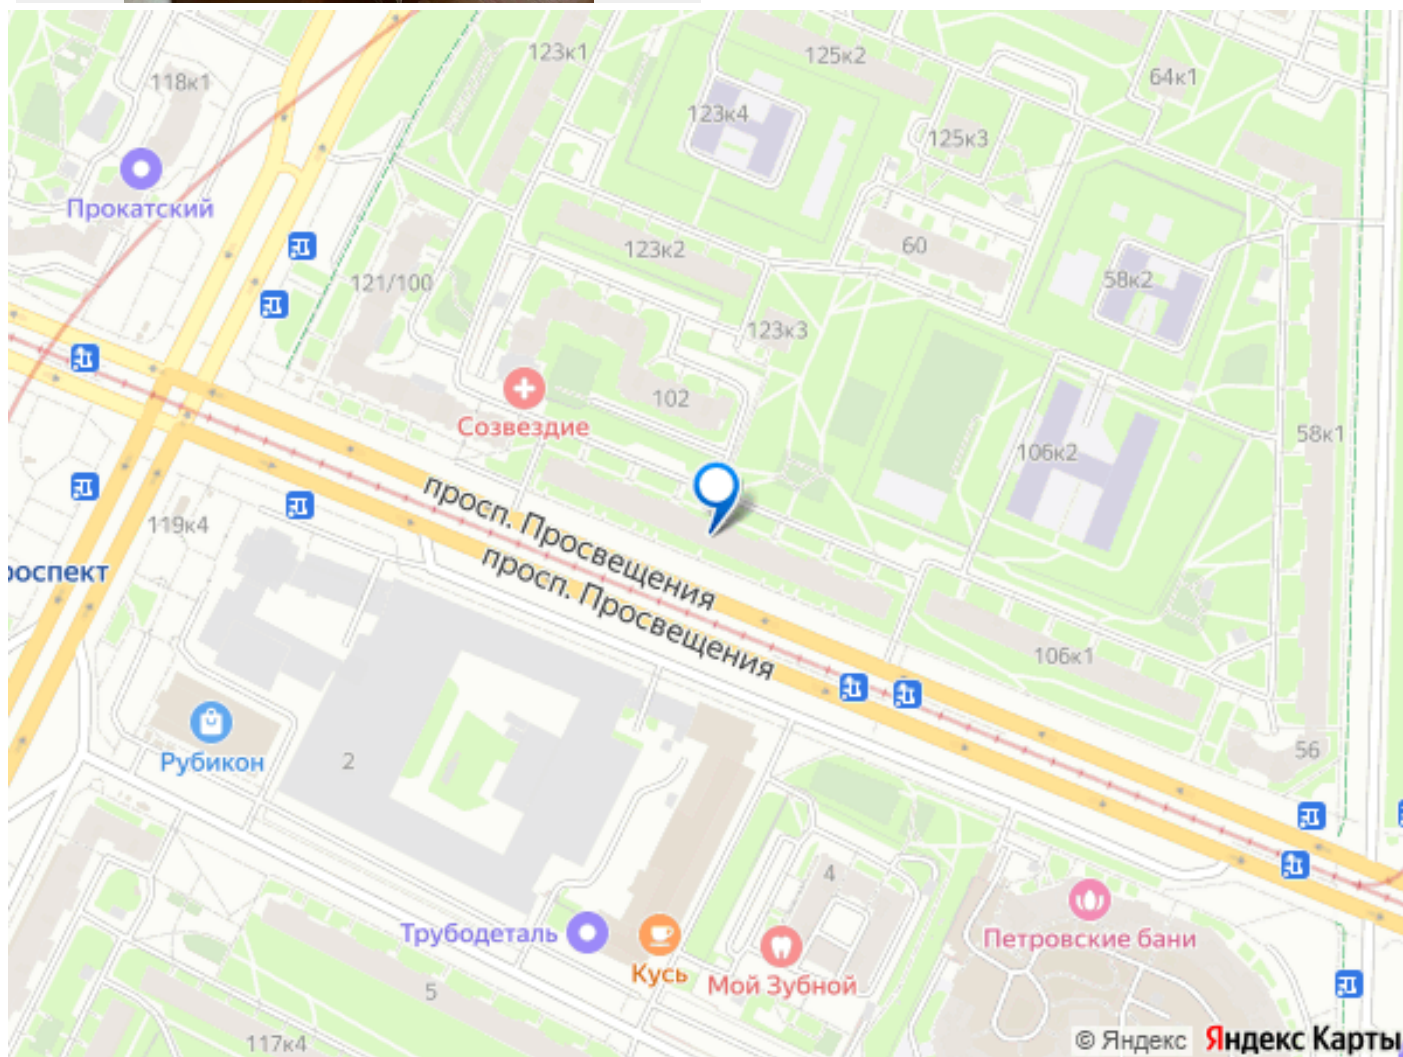 123к1
125к2
118к1
64к1
123к4
125к3
Прокатский
123к2
60
121/100
58к2
123к3
102
Созвездие
58к1
106к2
просп. Просвещения
119к4
просп. Просвещения
роспект
106к1
Рубикон
2
56
4
Трубодеталь
Кусь
Мой Зубной
Петровские бани
5
117к4
© Яндекс Яндекс Карты